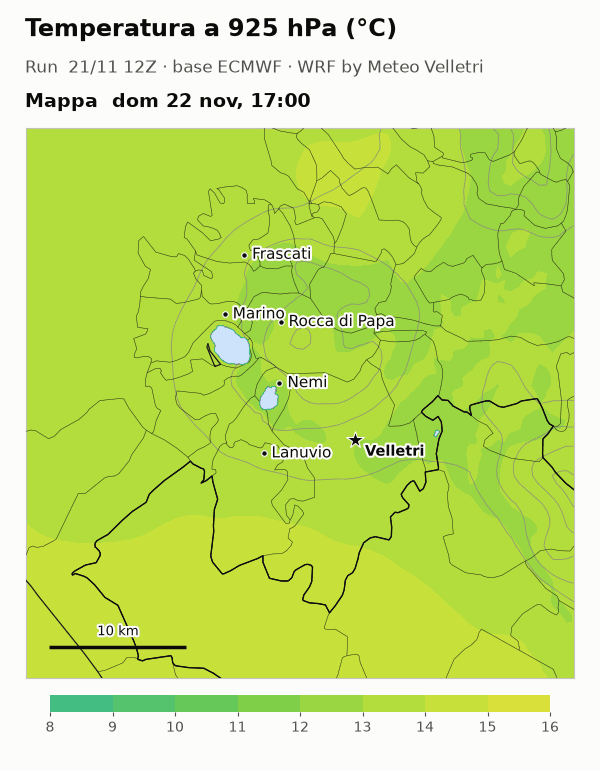 Temperatura a 925 hPa (°C)
Run  21/11 12Z · base ECMWF · WRF by Meteo Velletri
Mappa  dom 22 nov, 17:00
Frascati
Marino
Rocca di Papa
Nemi
Velletri
Lanuvio
10 km
8 9 10 11 12 13 14 15 16